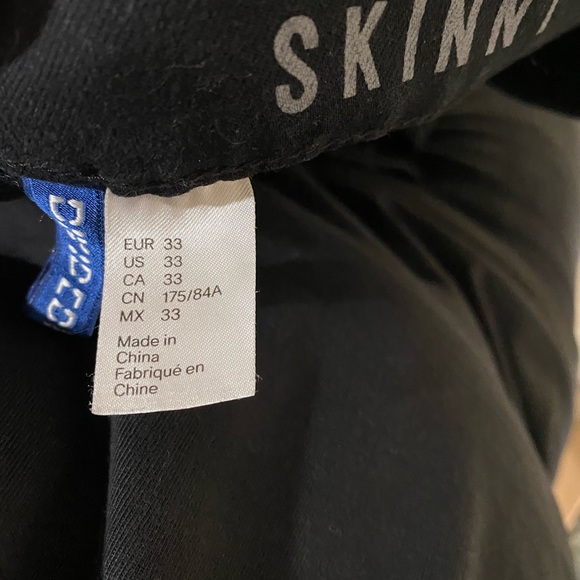 SKINNY
EUR 33
US 33
CA 33
CN 175/84A
MX 33
Made in
China
Fabriqué en
Chine